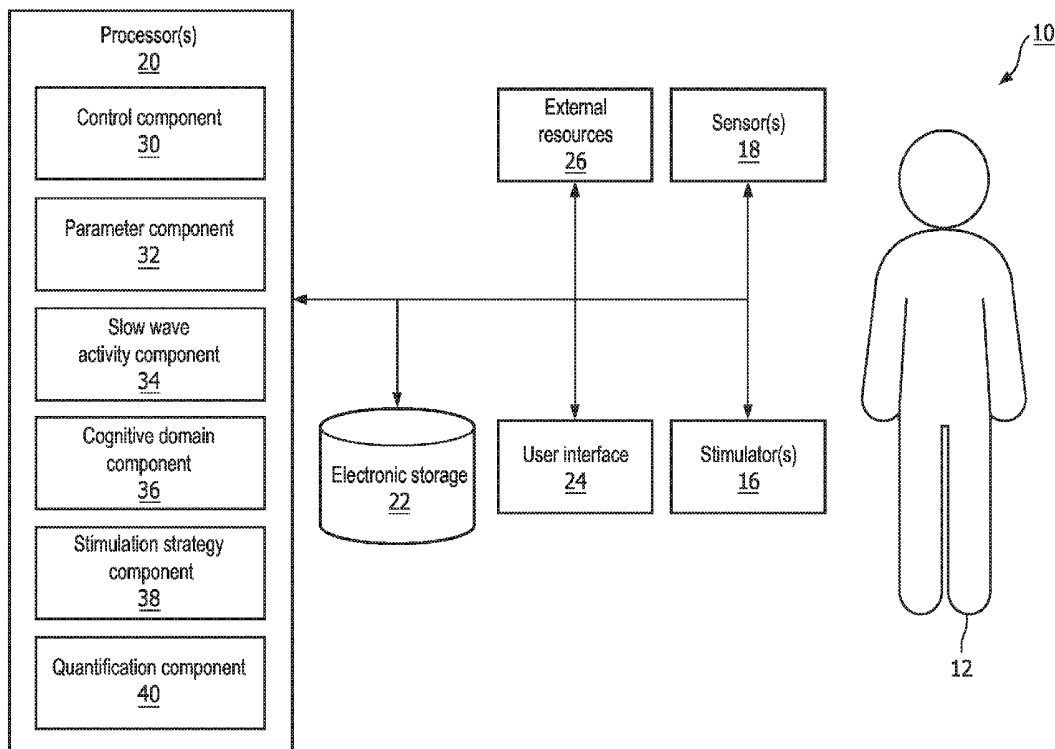 Processor(s)
20
Control component
30
Parameter component
32
Slow wave
activity component
34
Cognitive domain
component
36
Stimulation strategy
component
38
Quantification component
40
External
resources
26
Sensor(s)
18
Electronic storage
22
User interface
24
Stimulator(s)
16
10
12